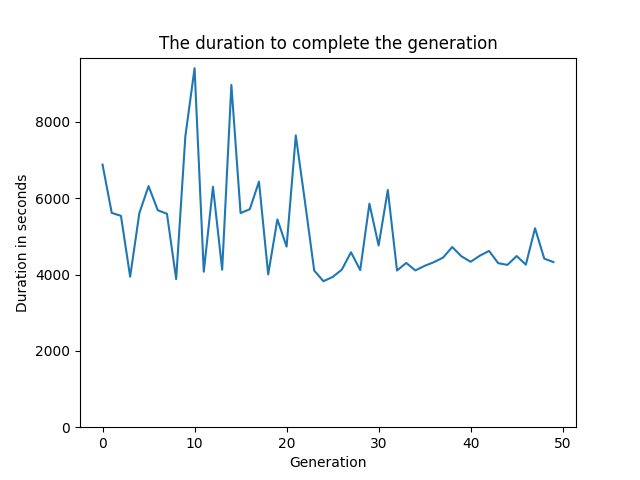 The duration to complete the generation
Duration in seconds
8000
6000
4000
2000
0
0 10 20 30 40 50
Generation